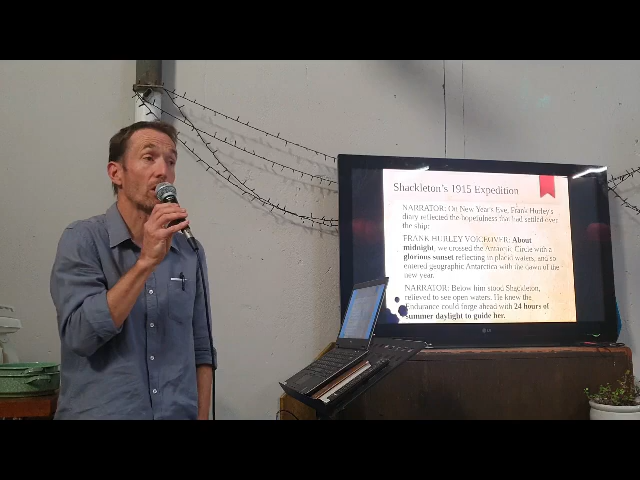 Shackleton's 1915 Expedition
NARRATOR: On New Year's Eve, Frank Hurley's
diary reflected the hopefulness that had settled over
the ship:
FRANK HURLEY VOICEOVER: About
midnight, we crossed the Antarctic Circle with a
glorious sunset reflecting in placid waters, and so
entered geographic Antarctica with the dawn of the
new year.
NARRATOR: Below him stood Shackleton,
relieved to see open waters. He knew the
Endurance could forge ahead with 24 hours of
summer daylight to guide her.
LG